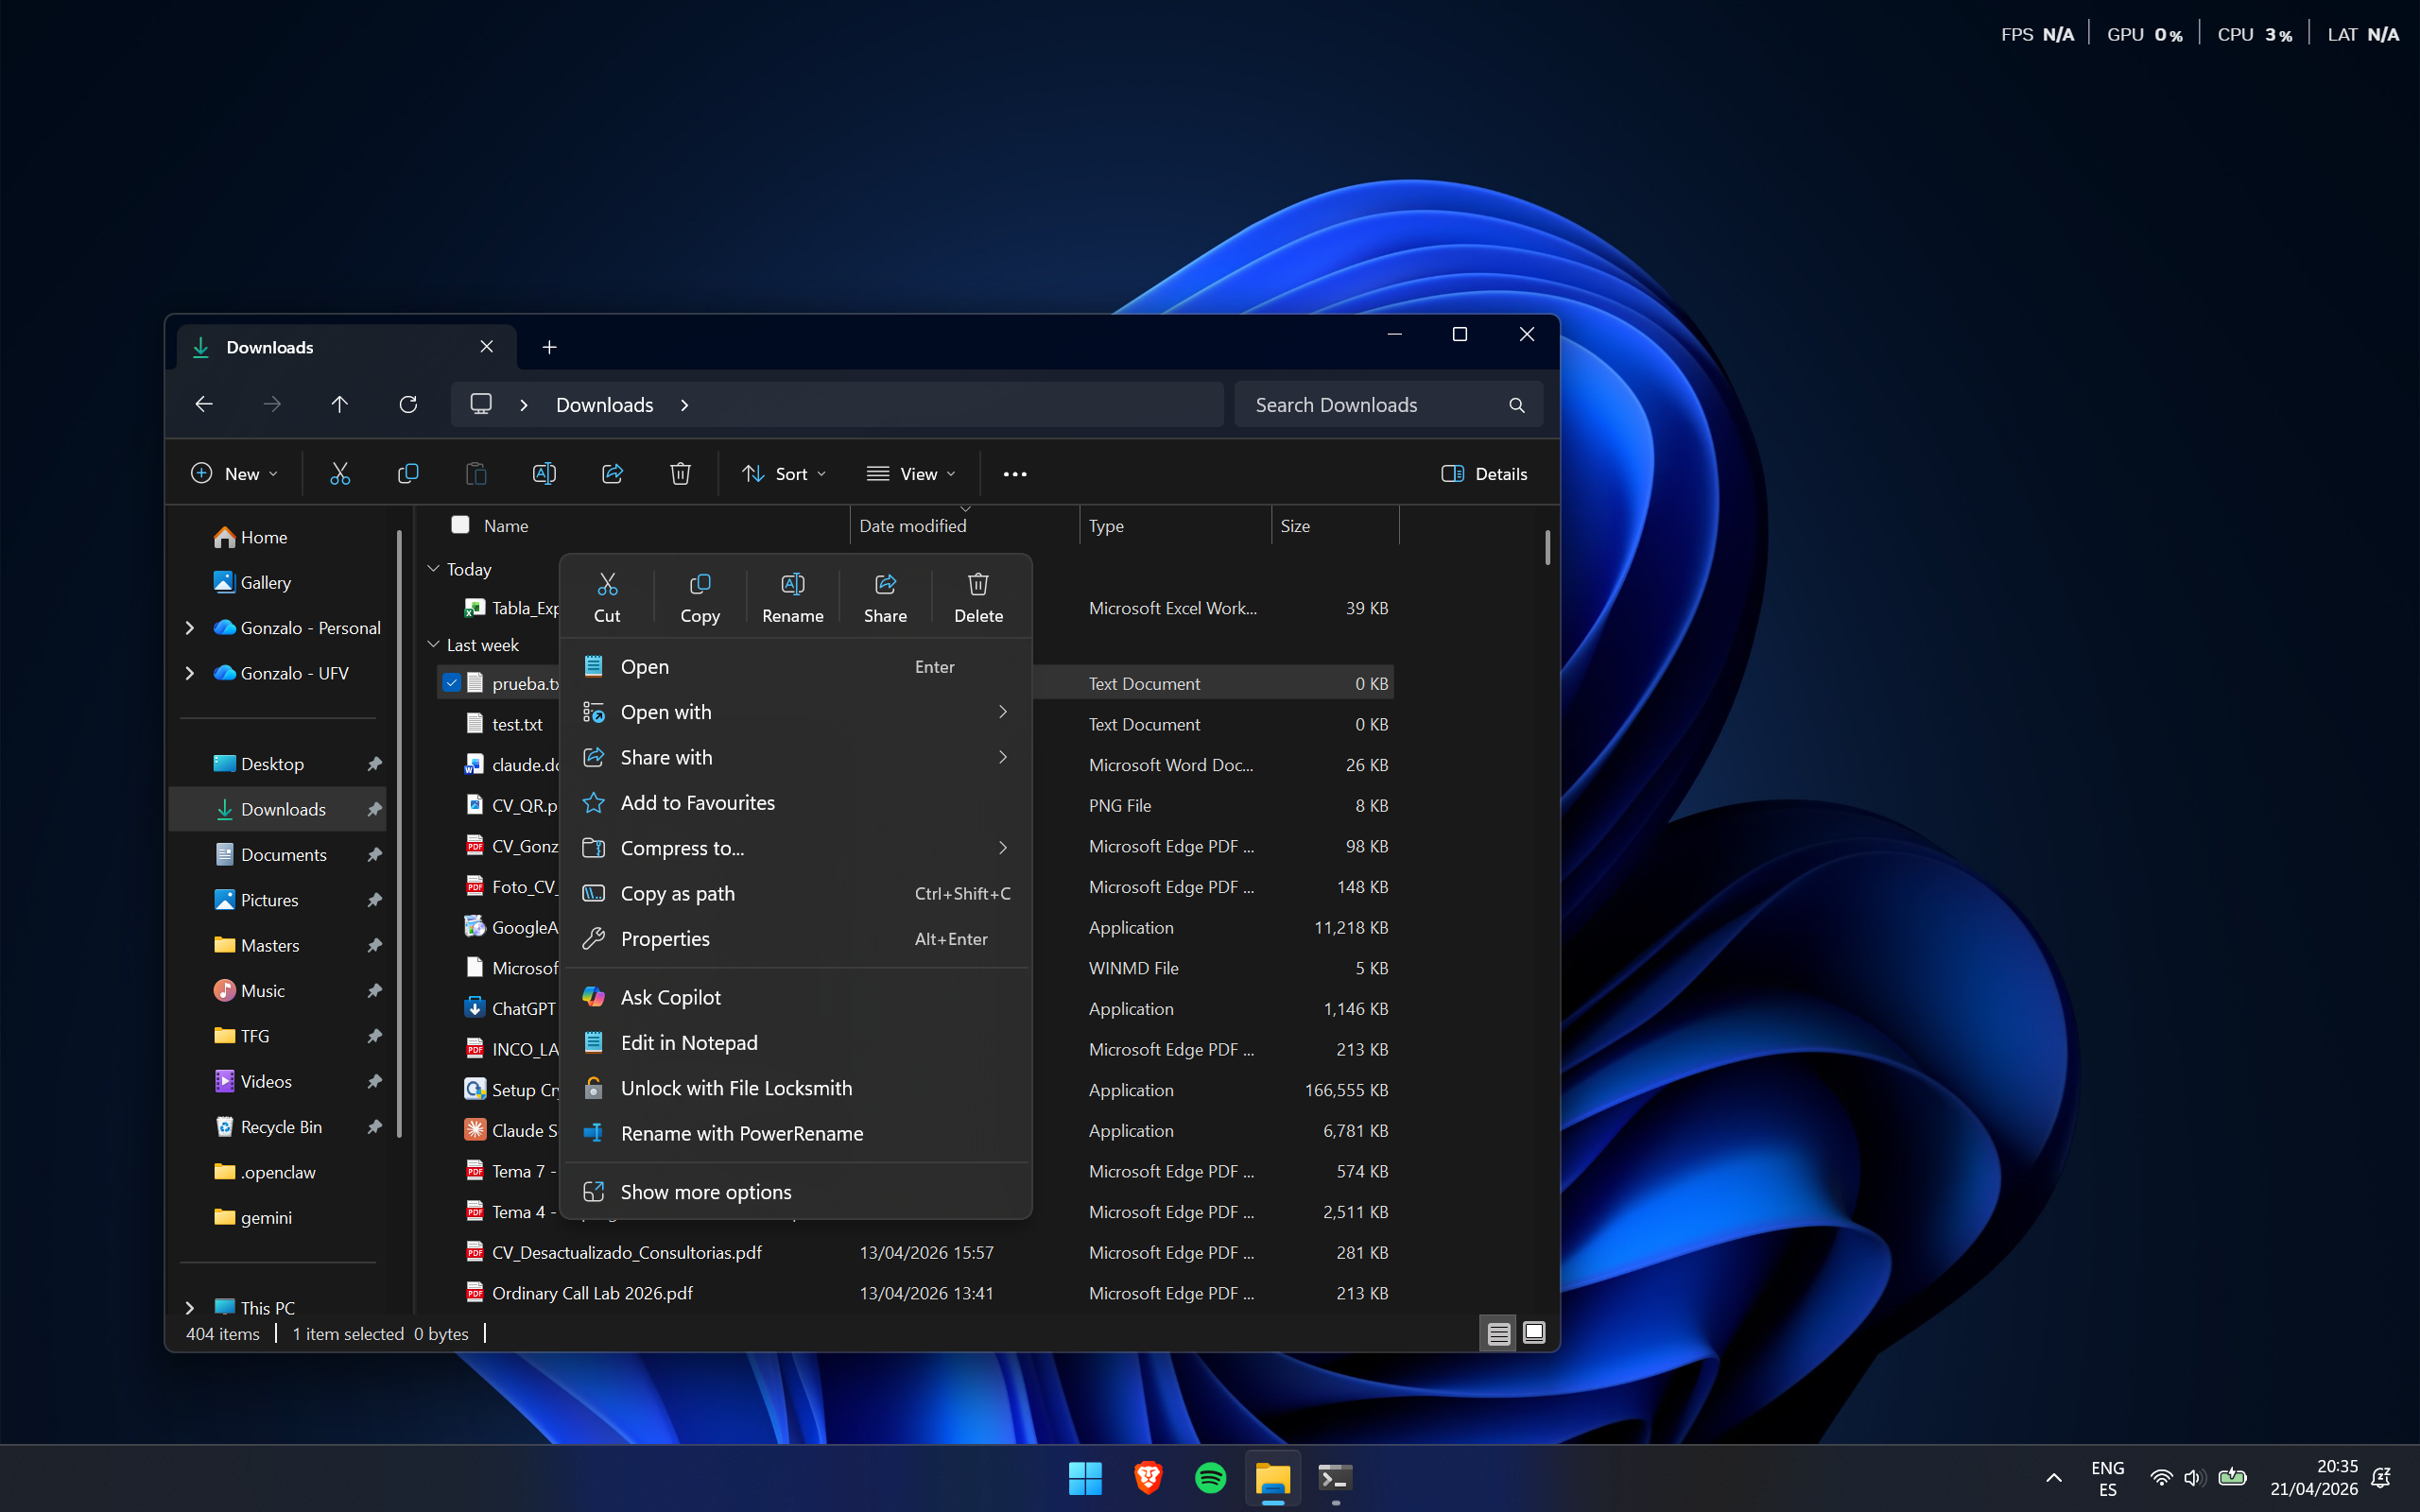 FPS N/A GPU 0% CPU 3% LAT N/A
Downloads
Downloads
Search Downloads
New
Sort
View
Details
Home
Gallery
Gonzalo - Personal
Gonzalo - UFV
Desktop
Downloads
Documents
Pictures
Masters
Music
TFG
Videos
Recycle Bin
.openclaw
gemini
This PC
Name Date modified Type Size
Today
Tabla_Exp Microsoft Excel Work... 39 KB
Last week
prueba.tx Text Document 0 KB
test.txt Text Document 0 KB
claude.do Microsoft Word Doc... 26 KB
CV_QR.p PNG File 8 KB
CV_Gonz Microsoft Edge PDF ... 98 KB
Foto_CV_ Microsoft Edge PDF ... 148 KB
GoogleA Application 11,218 KB
Microsof WINMD File 5 KB
ChatGPT Application 1,146 KB
INCO_LA Microsoft Edge PDF ... 213 KB
Setup Cry Application 166,555 KB
Claude S Application 6,781 KB
Tema 7 - Microsoft Edge PDF ... 574 KB
Tema 4 - Microsoft Edge PDF ... 2,511 KB
CV_Desactualizado_Consultorias.pdf 13/04/2026 15:57 Microsoft Edge PDF ... 281 KB
Ordinary Call Lab 2026.pdf 13/04/2026 13:41 Microsoft Edge PDF ... 213 KB
Cut Copy Rename Share Delete
Open Enter
Open with
Share with
Add to Favourites
Compress to...
Copy as path Ctrl+Shift+C
Properties Alt+Enter
Ask Copilot
Edit in Notepad
Unlock with File Locksmith
Rename with PowerRename
Show more options
404 items 1 item selected 0 bytes
ENG
ES
20:35
21/04/2026